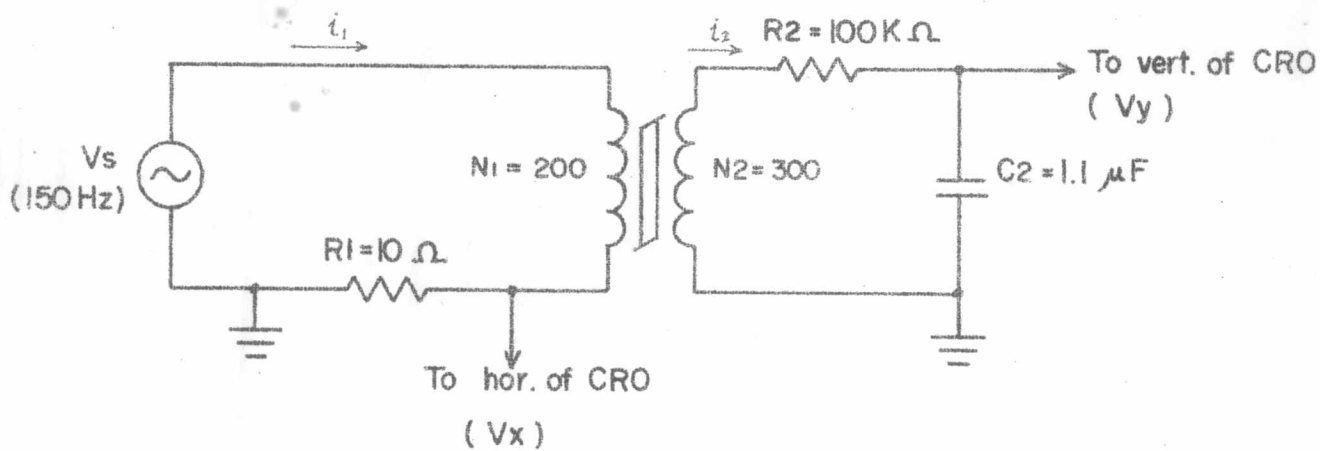 i₁
i₂
R2 = 100K Ω
To vert. of CRO
( Vy )
Vs
(150 Hz)
N1 = 200
N2 = 300
C2 = 1.1 μF
R1 = 10 Ω
To hor. of CRO
( Vx )